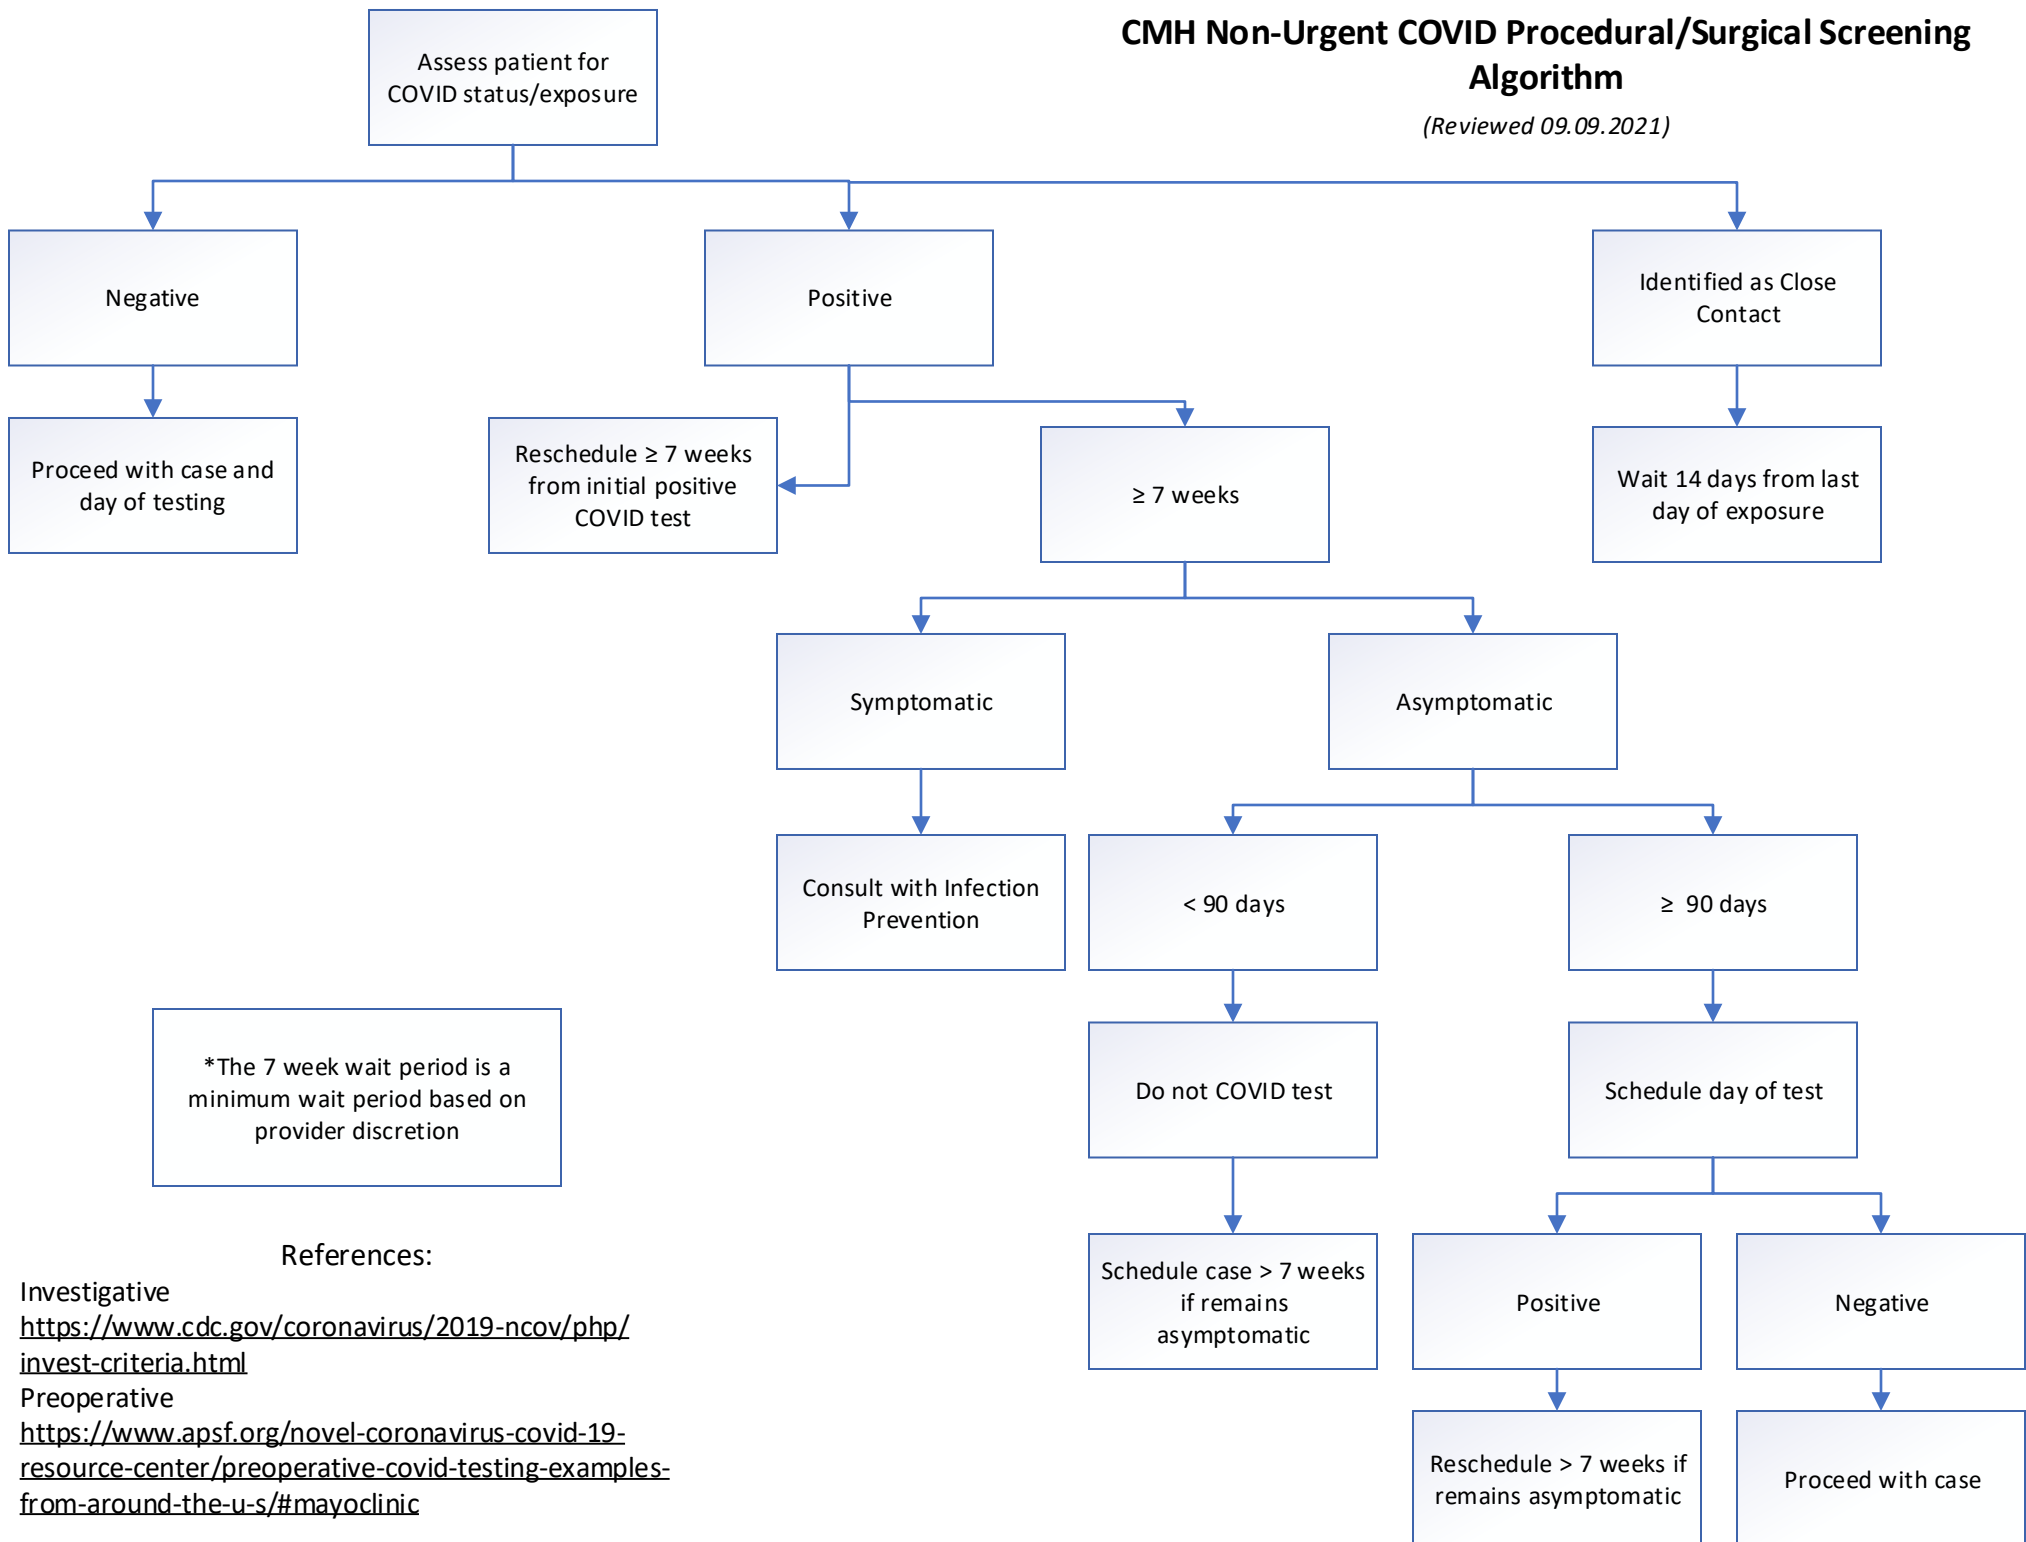 CMH Non-Urgent COVID Procedural/Surgical Screening
Algorithm
(Reviewed 09.09.2021)
Assess patient for
COVID status/exposure
Negative
Positive
Identified as Close
Contact
Proceed with case and
day of testing
Reschedule ≥ 7 weeks
from initial positive
COVID test
≥ 7 weeks
Wait 14 days from last
day of exposure
Symptomatic
Asymptomatic
Consult with Infection
Prevention
< 90 days
≥ 90 days
*The 7 week wait period is a
minimum wait period based on
provider discretion
Do not COVID test
Schedule day of test
Schedule case > 7 weeks
if remains
asymptomatic
Positive
Negative
Reschedule > 7 weeks if
remains asymptomatic
Proceed with case
References:
Investigative
https://www.cdc.gov/coronavirus/2019-ncov/php/
invest-criteria.html
Preoperative
https://www.apsf.org/novel-coronavirus-covid-19-
resource-center/preoperative-covid-testing-examples-
from-around-the-u-s/#mayoclinic